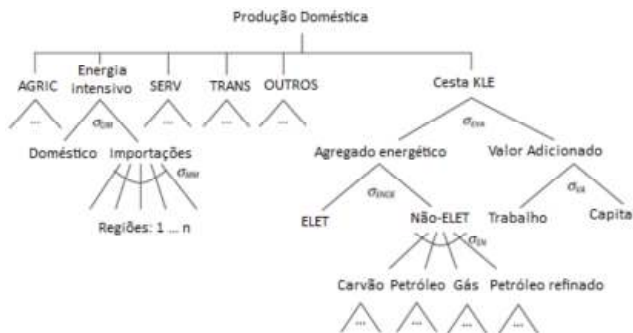 Produção Doméstica
AGRIC
Energia
intensivo
SERV
TRANS
OUTROS
Cesta KLE
...
...
...
...
σDM
σEVA
Doméstico
Importações
Agregado energético
Valor Adicionado
σMM
σENOE
σVA
Regiões: 1 ... n
ELET
Não-ELET
Trabalho
Capita
σEN
Carvão
Petróleo
Gás
Petróleo refinado
...
...
...
...